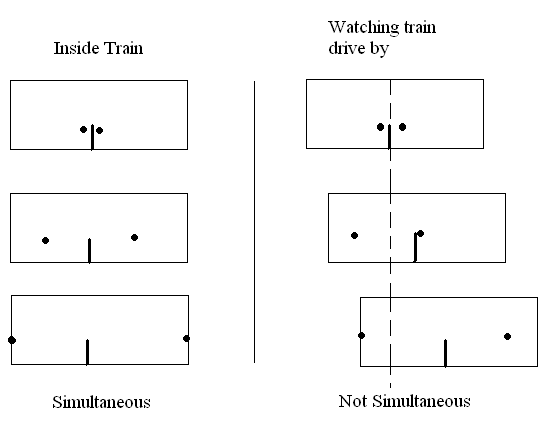 Inside Train
Watching train
drive by
Simultaneous
Not Simultaneous